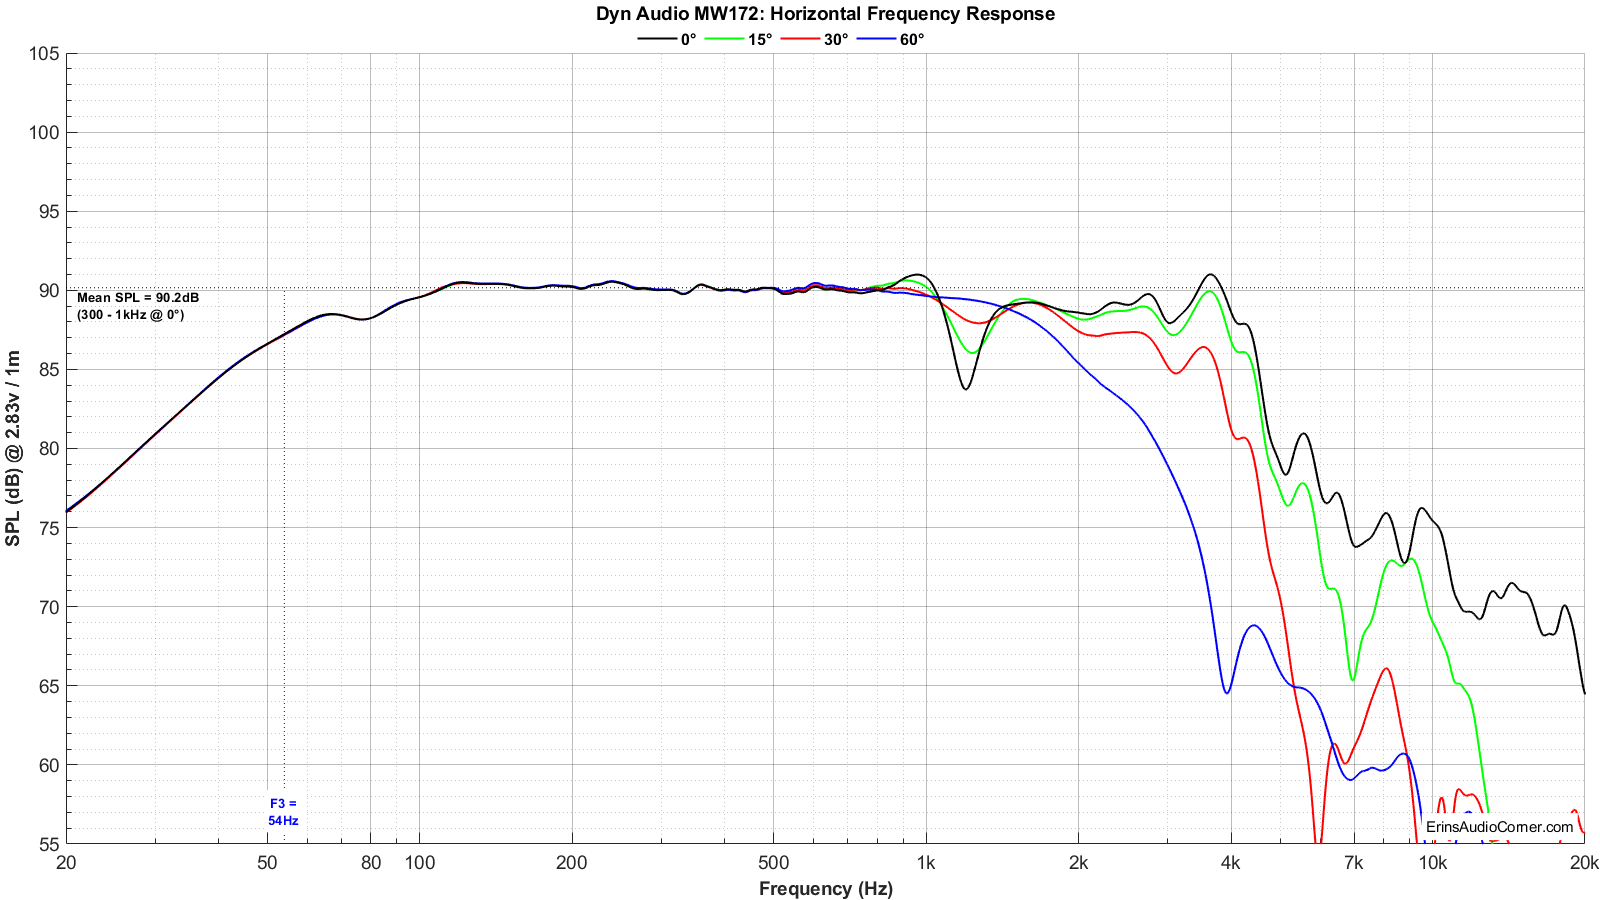 Dyn Audio MW172: Horizontal Frequency Response
0° 15° 30° 60°
105
100
95
90
85
80
75
70
65
60
55
SPL (dB) @ 2.83v / 1m
Mean SPL = 90.2dB
(300 - 1kHz @ 0°)
F3 =
54Hz
ErinsAudioCorner.com
20 50 80 100 200 500 1k 2k 4k 7k 10k 20k
Frequency (Hz)